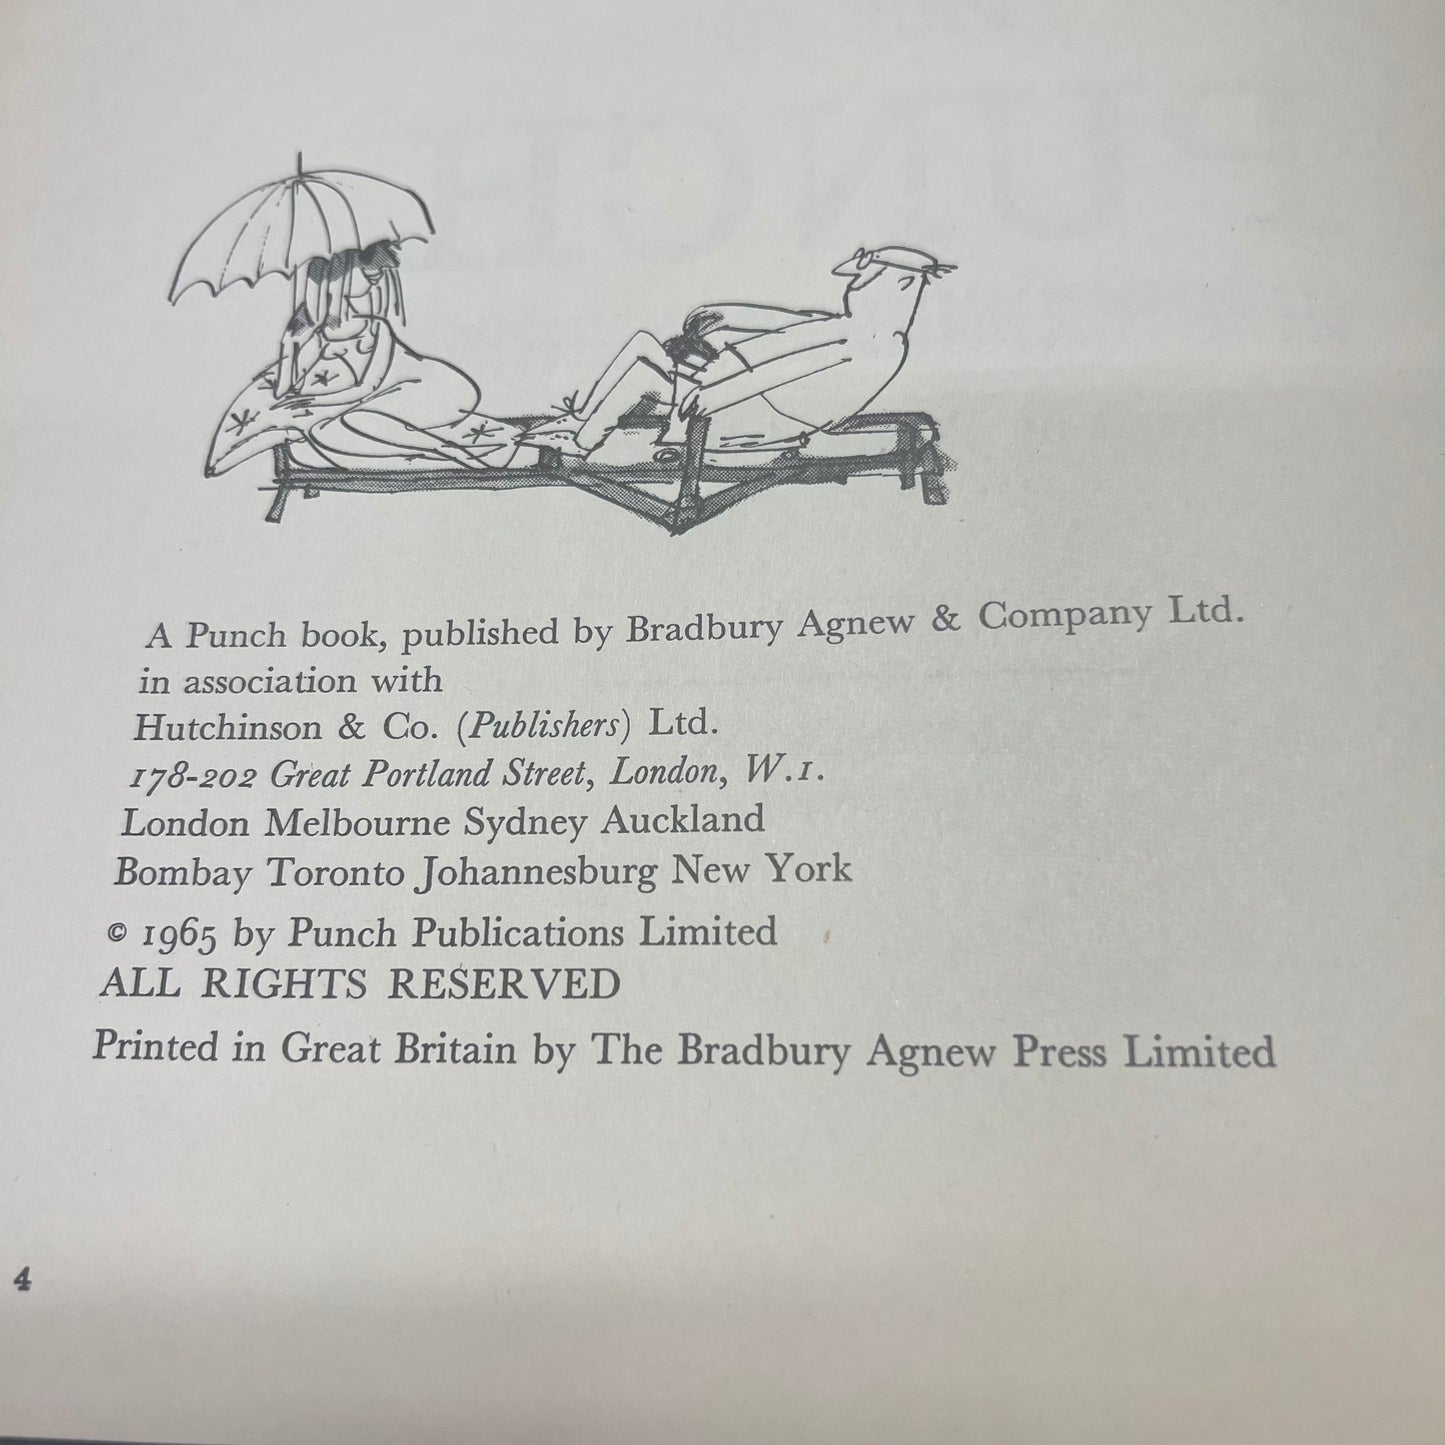 A Punch book, published by Bradbury Agnew & Company Ltd.
in association with
Hutchinson & Co. (Publishers) Ltd.
178-202 Great Portland Street, London, W.1.
London Melbourne Sydney Auckland
Bombay Toronto Johannesburg New York
© 1965 by Punch Publications Limited
ALL RIGHTS RESERVED
Printed in Great Britain by The Bradbury Agnew Press Limited
4